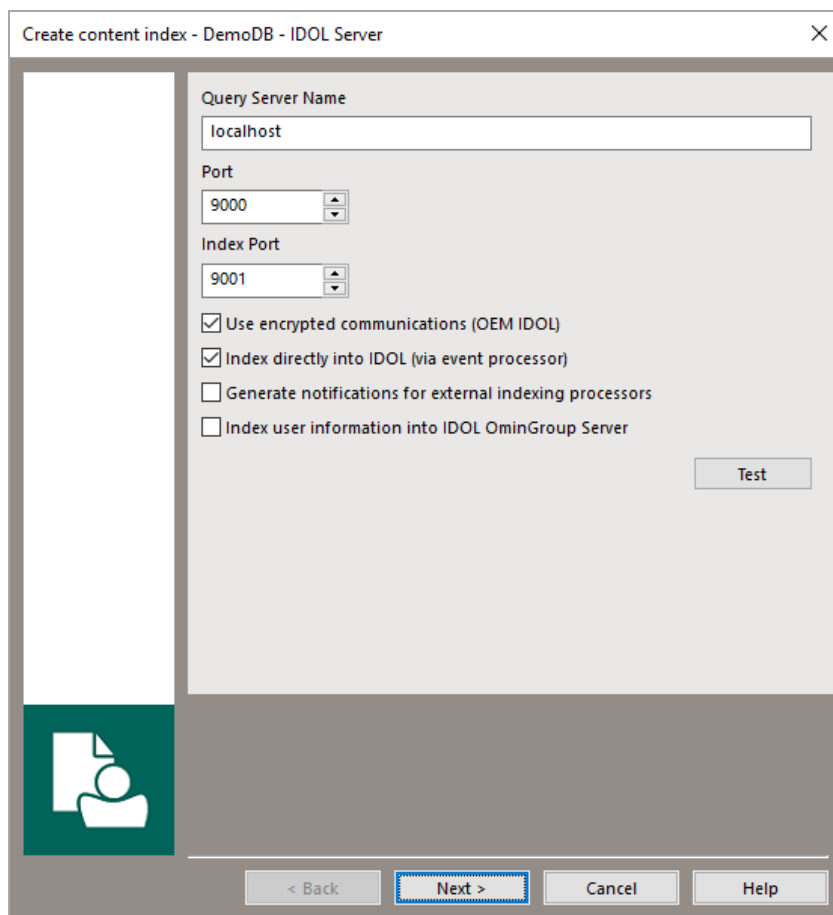 Create content index - DemoDB - IDOL Server
Query Server Name
localhost
Port
9000
Index Port
9001
Use encrypted communications (OEM IDOL)
Index directly into IDOL (via event processor)
Generate notifications for external indexing processors
Index user information into IDOL OminGroup Server
Test
< Back Next > Cancel Help